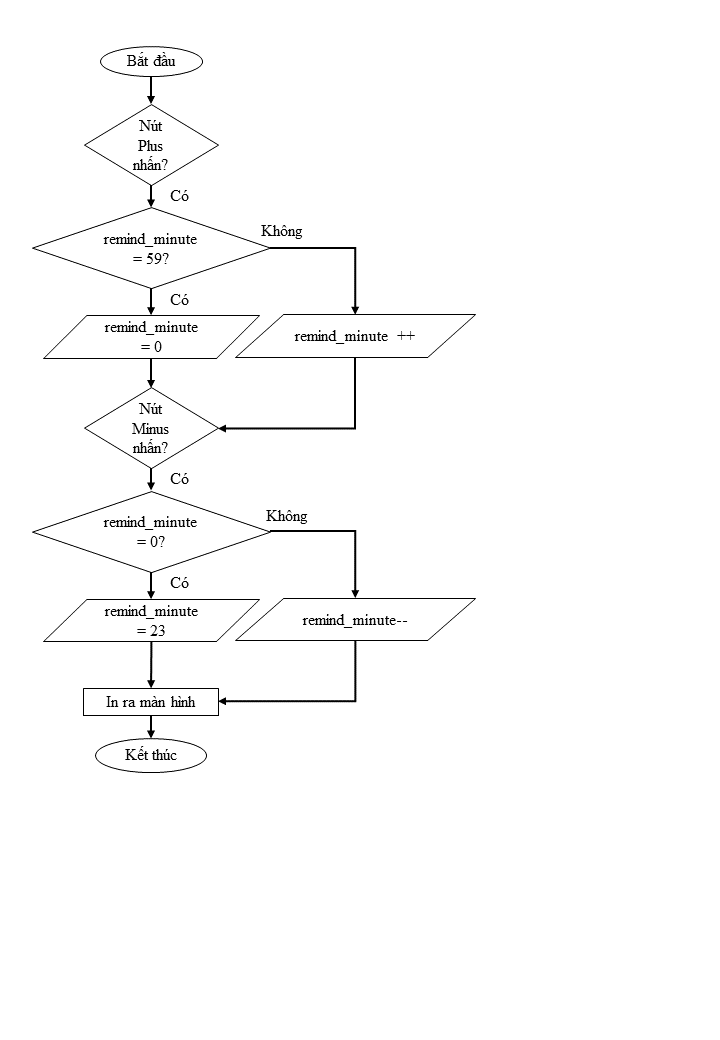 Bắt đầu
Nút
Plus
nhấn?
Có
Không
remind_minute
= 59?
Có
remind_minute
= 0
remind_minute ++
Nút
Minus
nhấn?
Có
Không
remind_minute
= 0?
Có
remind_minute
= 23
remind_minute--
In ra màn hình
Kết thúc